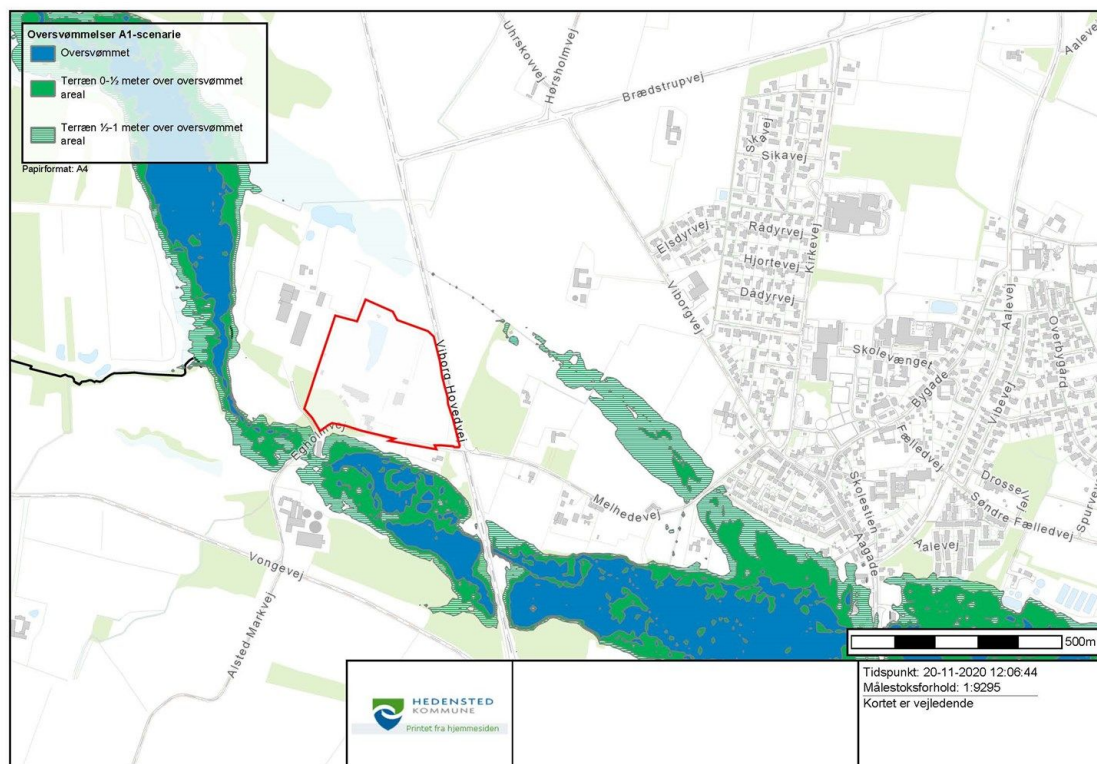 Oversvømmelser A1-scenarie
Oversvømmet
Terræn 0-½ meter over oversvømmet
areal
Terræn ½-1 meter over oversvømmet
areal
Papirformat: A4
Uhrskovvej
Hørsholmvej
Brædstrupvej
Aalevej
Sikavej
Sikavej
Elsdyrvej
Rådyrvej
Hjortevej
Dådyrvej
Kirkevej
Viborgvej
Viborg Hovedvej
Skolevænget
Bygade
Aalevej
Overbygård
Vibevej
Fælledvej
Egholmvej
Melhedevej
Skolestien
Aagade
Drosselvej
Søndre Fælledvej
Spurvevej
Aalevej
Vongevej
Alsted Markvej
500m
HEDENSTED
KOMMUNE
Printet fra hjemmesiden
Tidspunkt: 20-11-2020 12:06:44
Målestoksforhold: 1:9295
Kortet er vejledende